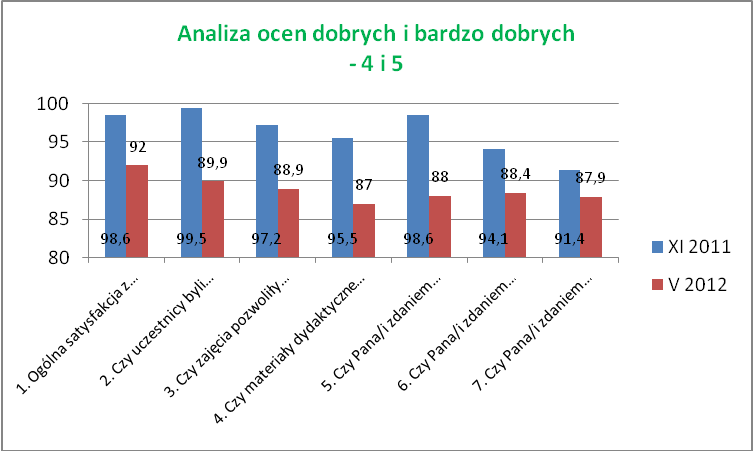 Analiza ocen dobrych i bardzo dobrych
- 4 i 5
100
95
90
85
80
92
89,9
88,9
87
88
88,4
87,9
98,6
99,5
97,2
95,5
98,6
94,1
91,4
XI 2011
V 2012
1. Ogólna satysfakcja z...
2. Czy uczestnicy byli...
3. Czy zajęcia pozwoliły...
4. Czy materiały dydaktyczne...
5. Czy Pana/i zdaniem...
6. Czy Pana/i zdaniem...
7. Czy Pana/i zdaniem...